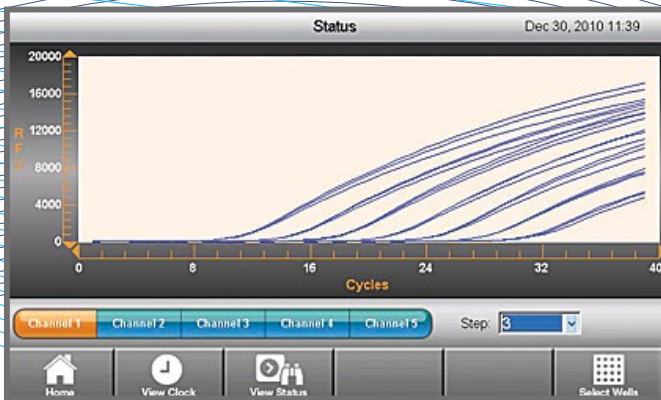 Status
Dec 30, 2010 11:39
20000
16000
12000
8000
4000
0
RFU
0 8 16 24 32 40
Cycles
Channel 1 Channel 2 Channel 3 Channel 4 Channel 5 Step: 3
Home View Clock View Status Select Wells